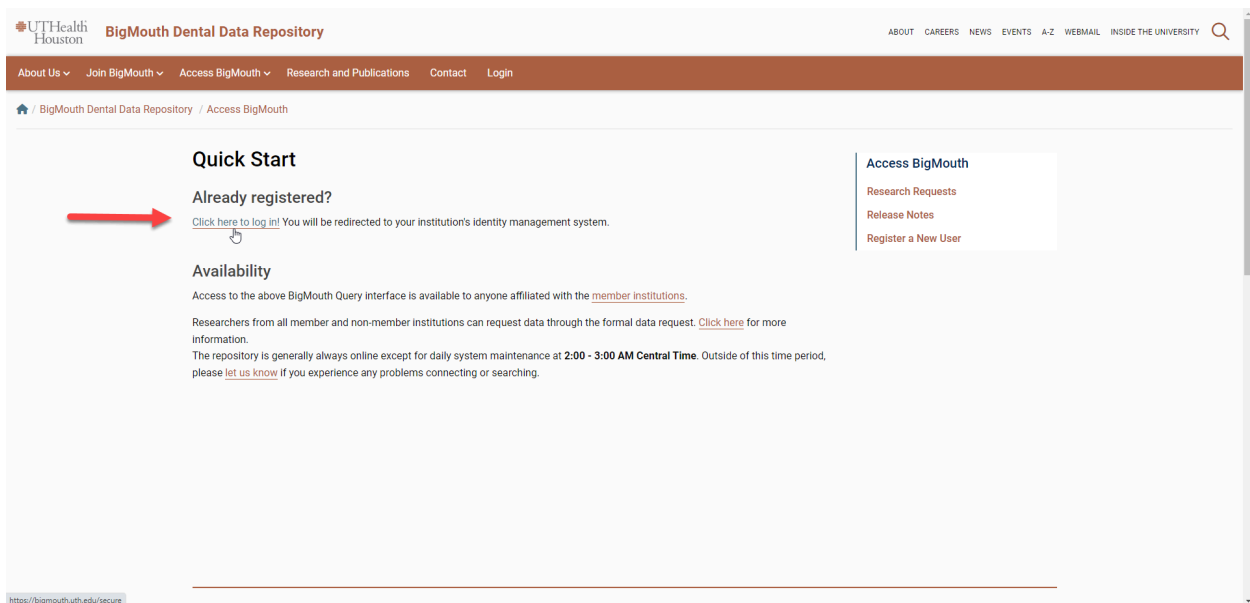 UTHealth
Houston
BigMouth Dental Data Repository
ABOUT CAREERS NEWS EVENTS A-Z WEBMAIL INSIDE THE UNIVERSITY
About Us Join BigMouth Access BigMouth Research and Publications Contact Login
/ BigMouth Dental Data Repository / Access BigMouth
Quick Start
Already registered?
Click here to log in! You will be redirected to your institution's identity management system.
Availability
Access to the above BigMouth Query interface is available to anyone affiliated with the member institutions.
Researchers from all member and non-member institutions can request data through the formal data request. Click here for more
information.
The repository is generally always online except for daily system maintenance at 2:00 - 3:00 AM Central Time. Outside of this time period,
please let us know if you experience any problems connecting or searching.
Access BigMouth
Research Requests
Release Notes
Register a New User
https://bigmouth.uth.edu/secure